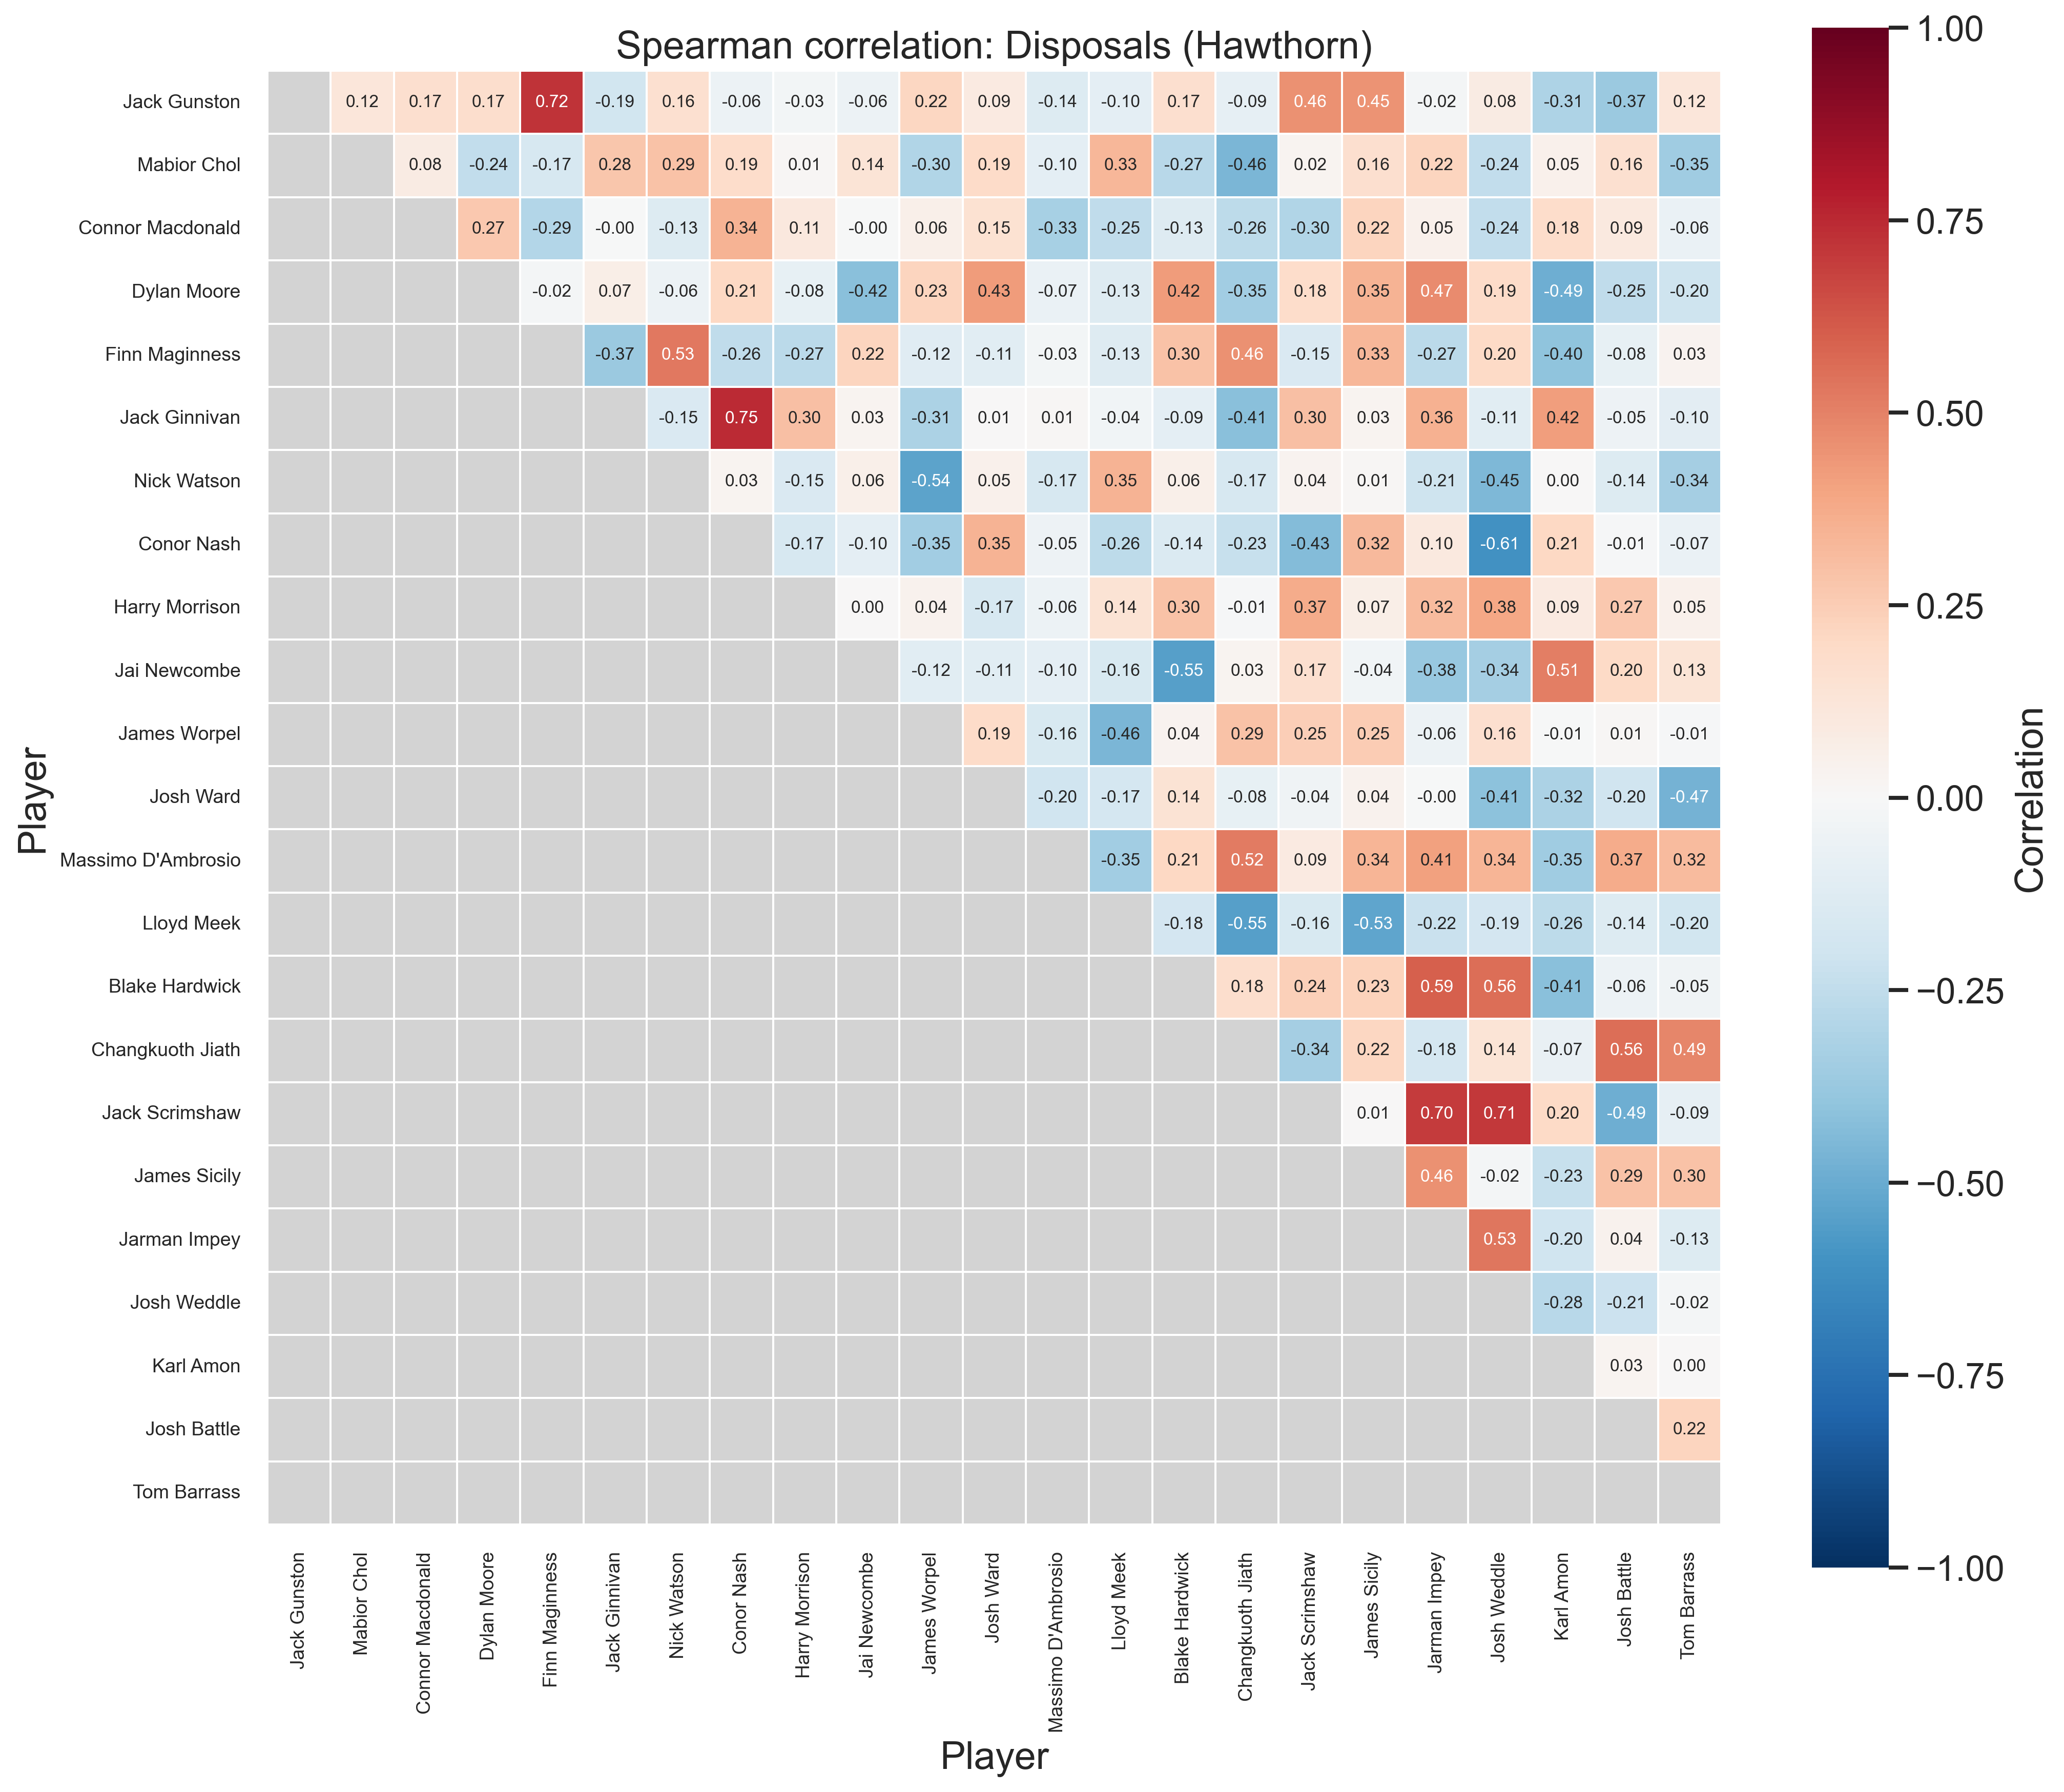 Spearman correlation: Disposals (Hawthorn)
Jack Gunston 0.12 0.17 0.17 0.72 -0.19 0.16 -0.06 -0.03 -0.06 0.22 0.09 -0.14 -0.10 0.17 -0.09 0.46 0.45 -0.02 0.08 -0.31 -0.37 0.12
Mabior Chol 0.08 -0.24 -0.17 0.28 0.29 0.19 0.01 0.14 -0.30 0.19 -0.10 0.33 -0.27 -0.46 0.02 0.16 0.22 -0.24 0.05 0.16 -0.35
Connor Macdonald 0.27 -0.29 -0.00 -0.13 0.34 0.11 -0.00 0.06 0.15 -0.33 -0.25 -0.13 -0.26 -0.30 0.22 0.05 -0.24 0.18 0.09 -0.06
Dylan Moore -0.02 0.07 -0.06 0.21 -0.08 -0.42 0.23 0.43 -0.07 -0.13 0.42 -0.35 0.18 0.35 0.47 0.19 -0.49 -0.25 -0.20
Finn Maginness -0.37 0.53 -0.26 -0.27 0.22 -0.12 -0.11 -0.03 -0.13 0.30 0.46 -0.15 0.33 -0.27 0.20 -0.40 -0.08 0.03
Jack Ginnivan -0.15 0.75 0.30 0.03 -0.31 0.01 0.01 -0.04 -0.09 -0.41 0.30 0.03 0.36 -0.11 0.42 -0.05 -0.10
Nick Watson 0.03 -0.15 0.06 -0.54 0.05 -0.17 0.35 0.06 -0.17 0.04 0.01 -0.21 -0.45 0.00 -0.14 -0.34
Conor Nash -0.17 -0.10 -0.35 0.35 -0.05 -0.26 -0.14 -0.23 -0.43 0.32 0.10 -0.61 0.21 -0.01 -0.07
Harry Morrison 0.00 0.04 -0.17 -0.06 0.14 0.30 -0.01 0.37 0.07 0.32 0.38 0.09 0.27 0.05
Jai Newcombe -0.12 -0.11 -0.10 -0.16 -0.55 0.03 0.17 -0.04 -0.38 -0.34 0.51 0.20 0.13
James Worpel 0.19 -0.16 -0.46 0.04 0.29 0.25 0.25 -0.06 0.16 -0.01 0.01 -0.01
Josh Ward -0.20 -0.17 0.14 -0.08 -0.04 0.04 -0.00 -0.41 -0.32 -0.20 -0.47
Massimo D'Ambrosio -0.35 0.21 0.52 0.09 0.34 0.41 0.34 -0.35 0.37 0.32
Lloyd Meek -0.18 -0.55 -0.16 -0.53 -0.22 -0.19 -0.26 -0.14 -0.20
Blake Hardwick 0.18 0.24 0.23 0.59 0.56 -0.41 -0.06 -0.05
Changkuoth Jiath -0.34 0.22 -0.18 0.14 -0.07 0.56 0.49
Jack Scrimshaw 0.01 0.70 0.71 0.20 -0.49 -0.09
James Sicily 0.46 -0.02 -0.23 0.29 0.30
Jarman Impey 0.53 -0.20 0.04 -0.13
Josh Weddle -0.28 -0.21 -0.02
Karl Amon 0.03 0.00
Josh Battle 0.22
Tom Barrass
Player
Jack Gunston
Mabior Chol
Connor Macdonald
Dylan Moore
Finn Maginness
Jack Ginnivan
Nick Watson
Conor Nash
Harry Morrison
Jai Newcombe
James Worpel
Josh Ward
Massimo D'Ambrosio
Lloyd Meek
Blake Hardwick
Changkuoth Jiath
Jack Scrimshaw
James Sicily
Jarman Impey
Josh Weddle
Karl Amon
Josh Battle
Tom Barrass
Player
1.00
0.75
0.50
0.25
0.00
−0.25
−0.50
−0.75
−1.00
Correlation